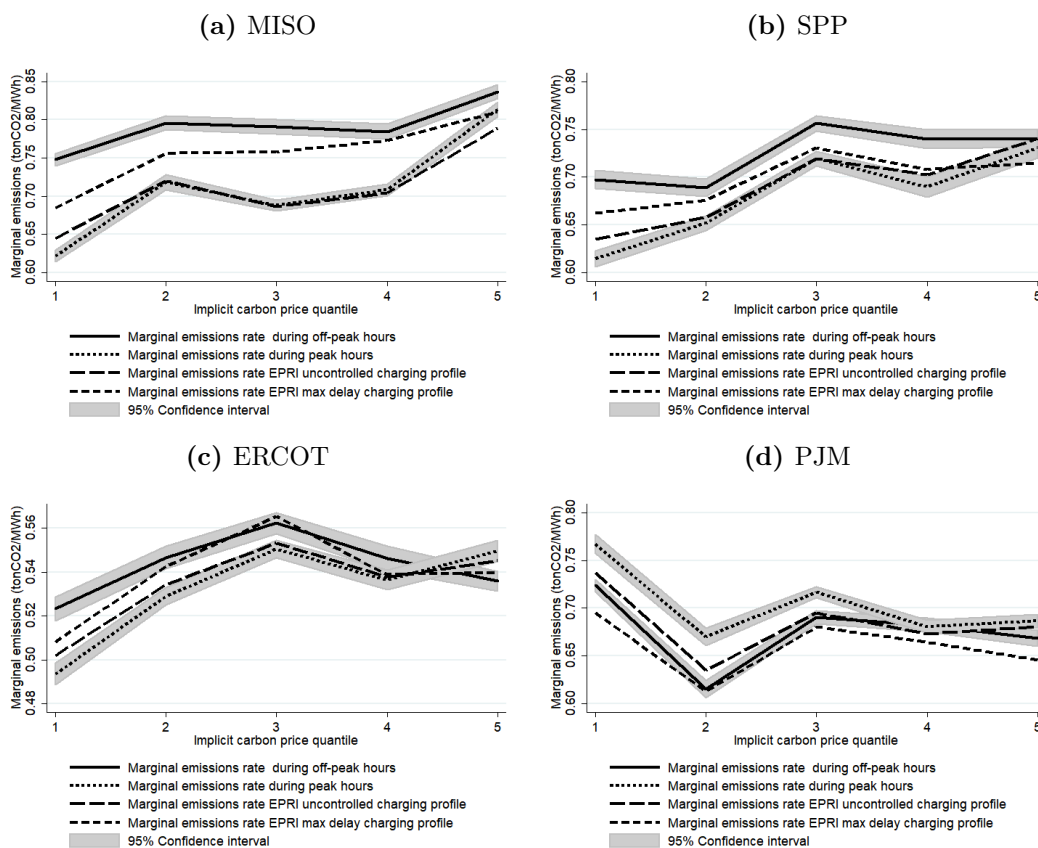 (a) MISO
Marginal emissions (tonCO2/MWh)
0.85
0.80
0.75
0.70
0.65
0.60
1 2 3 4 5
Implicit carbon price quantile
Marginal emissions rate  during off-peak hours
Marginal emissions rate during peak hours
Marginal emissions rate EPRI uncontrolled charging profile
Marginal emissions rate EPRI max delay charging profile
95% Confidence interval
(b) SPP
Marginal emissions (tonCO2/MWh)
0.80
0.75
0.70
0.65
0.60
1 2 3 4 5
Implicit carbon price quantile
Marginal emissions rate  during off-peak hours
Marginal emissions rate during peak hours
Marginal emissions rate EPRI uncontrolled charging profile
Marginal emissions rate EPRI max delay charging profile
95% Confidence interval
(c) ERCOT
Marginal emissions (tonCO2/MWh)
0.56
0.54
0.52
0.50
0.48
1 2 3 4 5
Implicit carbon price quantile
Marginal emissions rate  during off-peak hours
Marginal emissions rate during peak hours
Marginal emissions rate EPRI uncontrolled charging profile
Marginal emissions rate EPRI max delay charging profile
95% Confidence interval
(d) PJM
Marginal emissions (tonCO2/MWh)
0.80
0.75
0.70
0.65
0.60
1 2 3 4 5
Implicit carbon price quantile
Marginal emissions rate  during off-peak hours
Marginal emissions rate during peak hours
Marginal emissions rate EPRI uncontrolled charging profile
Marginal emissions rate EPRI max delay charging profile
95% Confidence interval